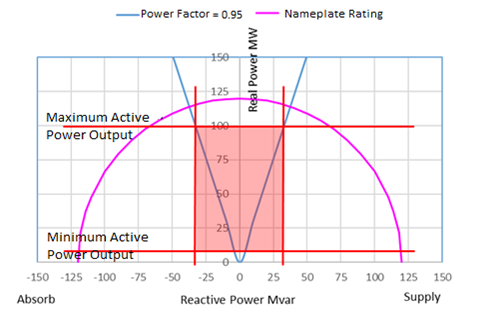 Power Factor = 0.95 Nameplate Rating
Real Power MW
150
125
Maximum Active
Power Output
100
75
50
25
Minimum Active
Power Output
0
-150 -125 -100 -75 -50 -25 0 25 50 75 100 125 150
Absorb Reactive Power Mvar Supply